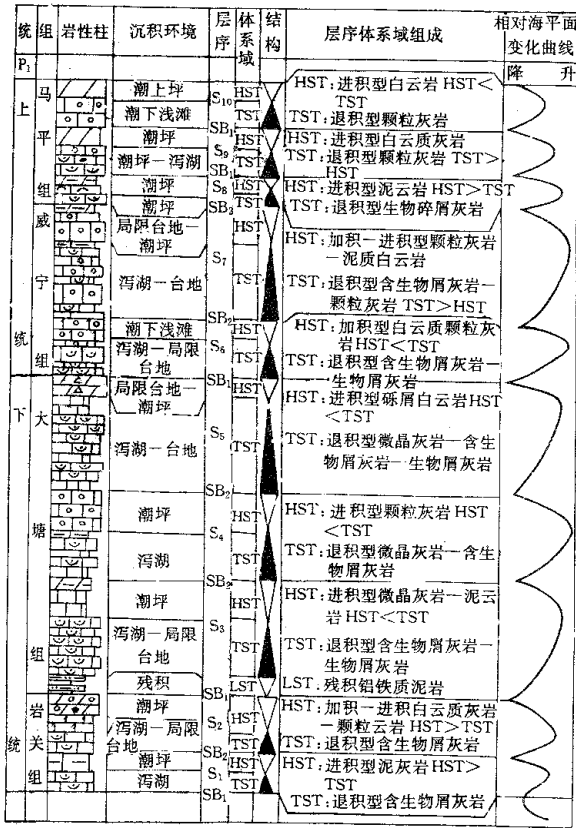 统 组 岩性柱 沉积环境 层序 体系域 结构 层序体系域组成 相对海平面变化曲线
降 升
P₁
上 统
马 平 组
潮上坪 S₁₀ HST HST:进积型白云岩 HST<
TST
潮下浅滩 TST TST:退积型颗粒灰岩
SB₁
潮坪 S₉ HST HST:进积型白云质灰岩
潮坪—泻湖 TST TST:退积型颗粒灰岩 TST>
HST
SB₁
潮坪 S₈ HST HST:进积型泥云岩 HST>TST
潮坪 TST TST:退积型生物碎屑灰岩
SB₂
威 宁 组
局限台地—
潮坪
S₇ HST HST:加积—进积型颗粒灰岩
—泥质白云岩
泻湖—台地 TST TST:退积型含生物屑灰岩—
颗粒灰岩 TST>HST
SB₂
潮下浅滩 S₆ HST HST:加积型白云质颗粒灰
岩HST<TST
泻湖—局限
台地
TST TST:退积型含生物屑灰岩—
生物屑灰岩
SB₁
下 统
大 塘 组
局限台地—
潮坪
HST HST:进积型砾屑白云岩HST
<TST
泻湖—台地 S₅ TST TST:退积型微晶灰岩—含生
物屑灰岩—生物屑灰岩
SB₂
潮坪 S₄ HST HST:进积型颗粒灰岩 HST
<TST
泻湖 TST TST:退积型微晶灰岩—含生
物屑灰岩
SB₂
潮坪 S₃ HST HST:进积型微晶灰岩—泥云
岩 HST<TST
泻湖—局限
台地
TST TST:退积型含生物屑灰岩—
生物屑灰岩
残积 LST LST:残积铝铁质泥岩
SB₁
岩 关 组
潮坪 S₂ HST HST:加积—进积白云质灰岩
—颗粒云岩 HST>TST
泻湖—局限
台地
TST TST:退积型含生物屑灰岩
SB₂
潮坪 S₁ HST HST:进积型泥灰岩 HST>
TST
泻湖 TST TST:退积型含生物屑灰岩
SB₁